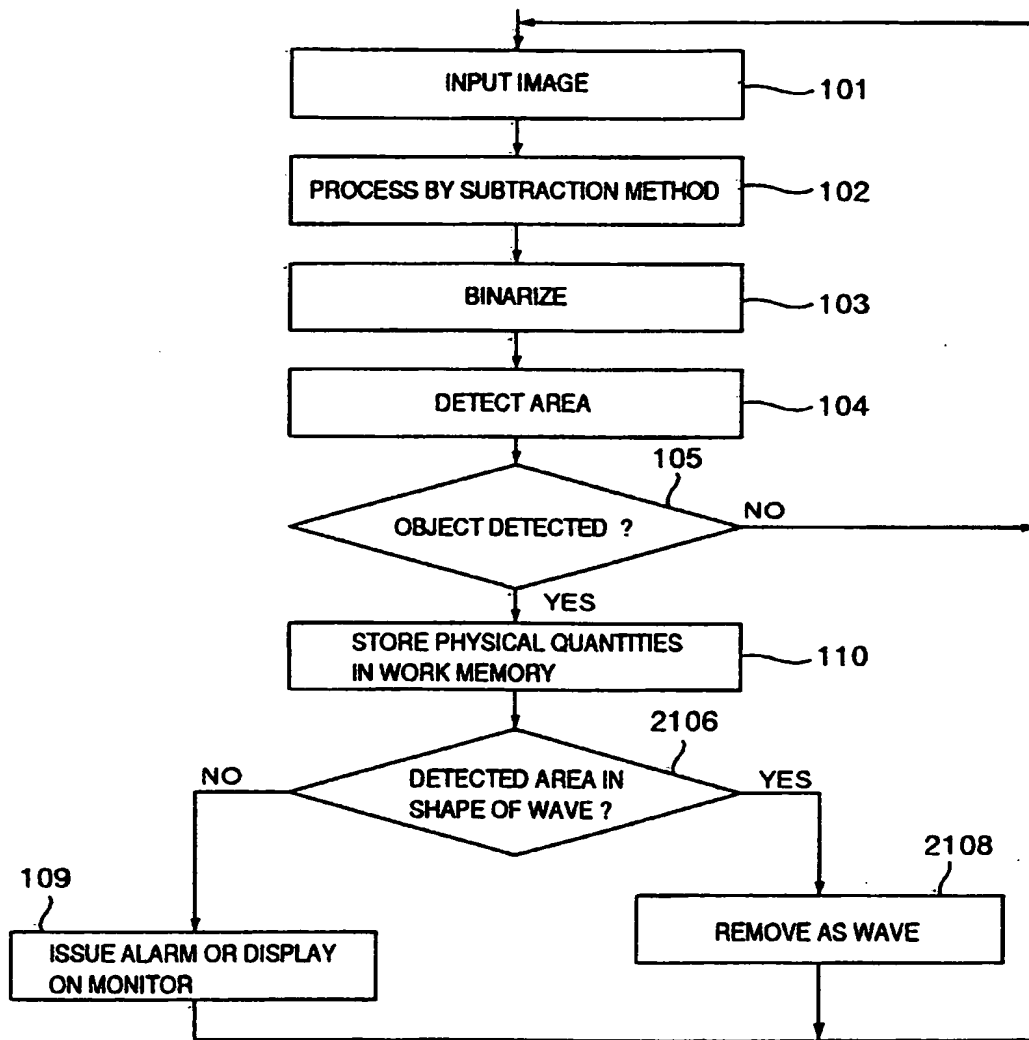 INPUT IMAGE
101
PROCESS BY SUBTRACTION METHOD
102
BINARIZE
103
DETECT AREA
104
105
OBJECT DETECTED ?
NO
YES
STORE PHYSICAL QUANTITIES
IN WORK MEMORY
110
2106
NO
DETECTED AREA IN
SHAPE OF WAVE ?
YES
109
ISSUE ALARM OR DISPLAY
ON MONITOR
2108
REMOVE AS WAVE